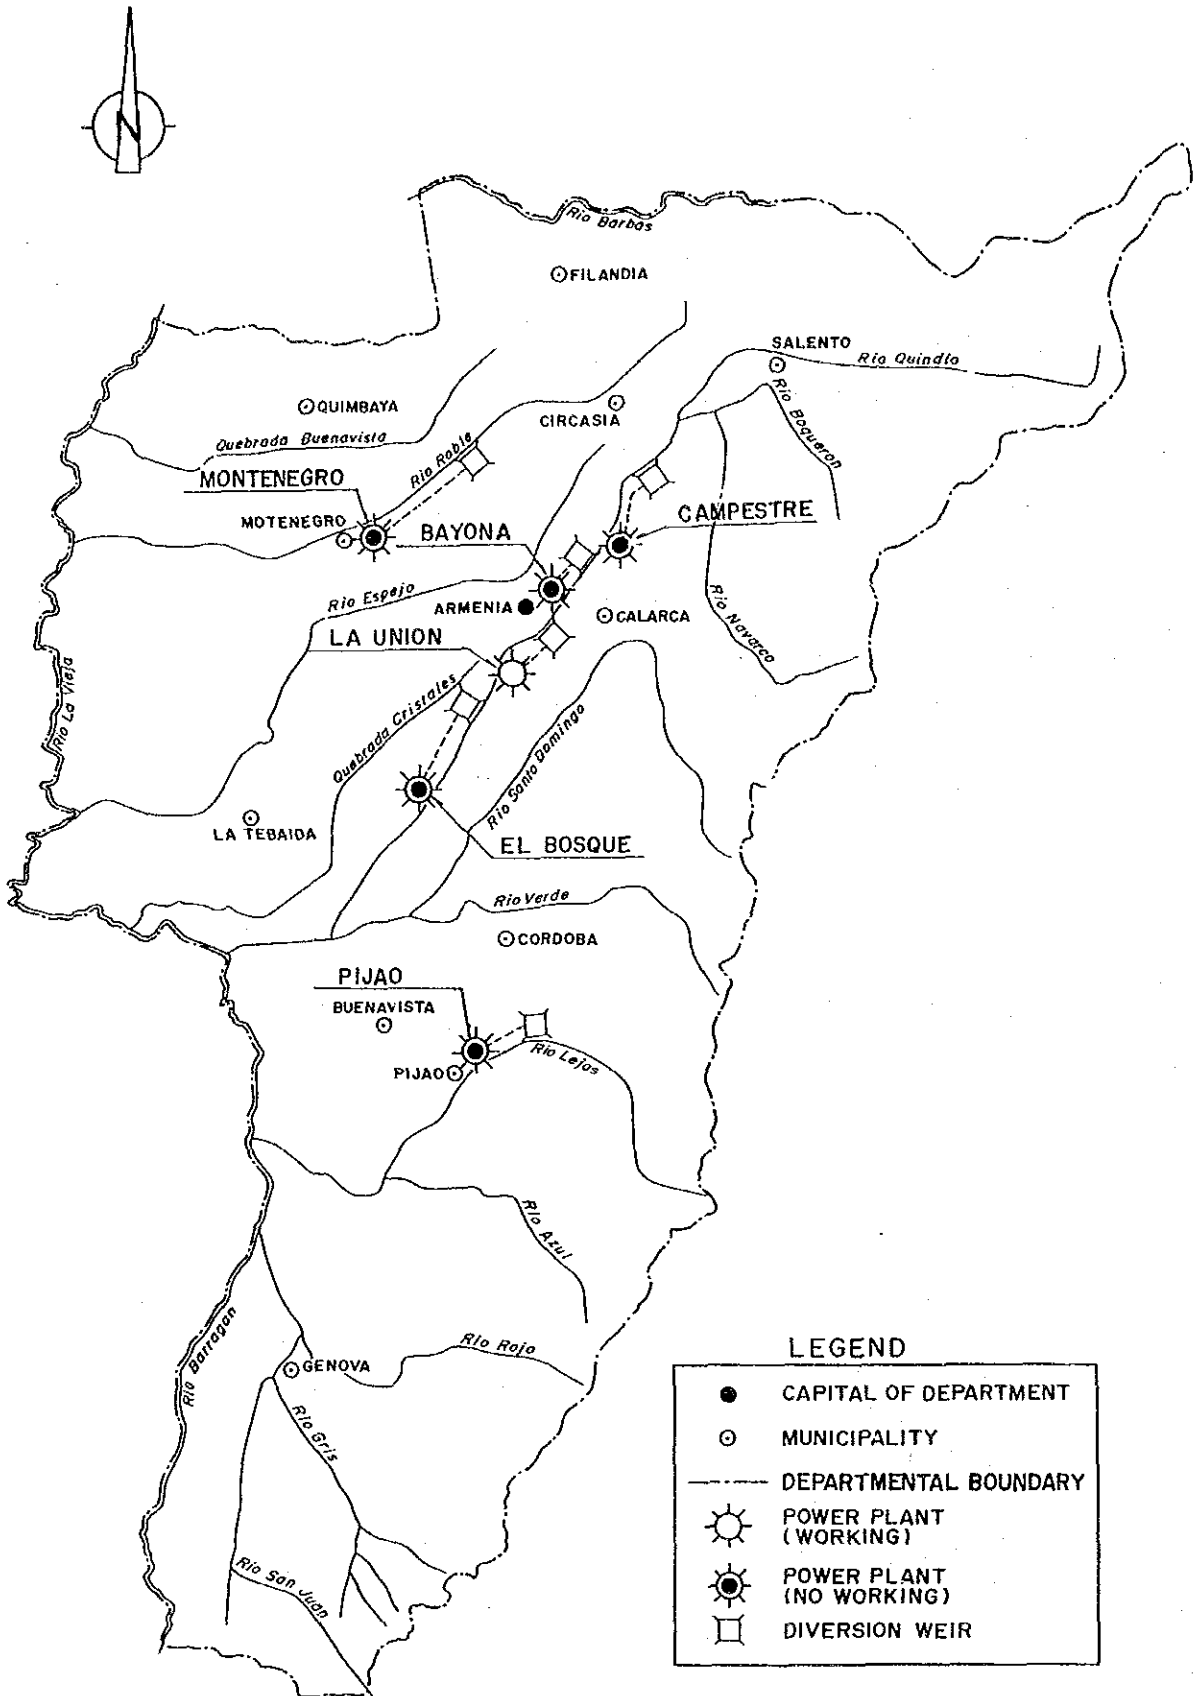 N
Rio Barbas
FILANDIA
SALENTO
Rio Quindio
Rio Boqueron
QUIMBAYA
CIRCASIA
Quebrada Buenavista
Rio Roble
MONTENEGRO
MOTENEGRO
CAMPESTRE
BAYONA
Rio Espejo
ARMENIA
CALARCA
Rio Navarco
LA UNION
Rio La Vieja
Quebrada Cristales
Rio Santo Domingo
LA TEBAIDA
EL BOSQUE
Rio Verde
CORDOBA
PIJAO
BUENAVISTA
Rio Lejos
PIJAO
Rio Azul
Rio Barragan
Rio Rojo
GENOVA
Rio Gris
Rio San Juan
LEGEND
CAPITAL OF DEPARTMENT
MUNICIPALITY
DEPARTMENTAL BOUNDARY
POWER PLANT
(WORKING)
POWER PLANT
(NO WORKING)
DIVERSION WEIR